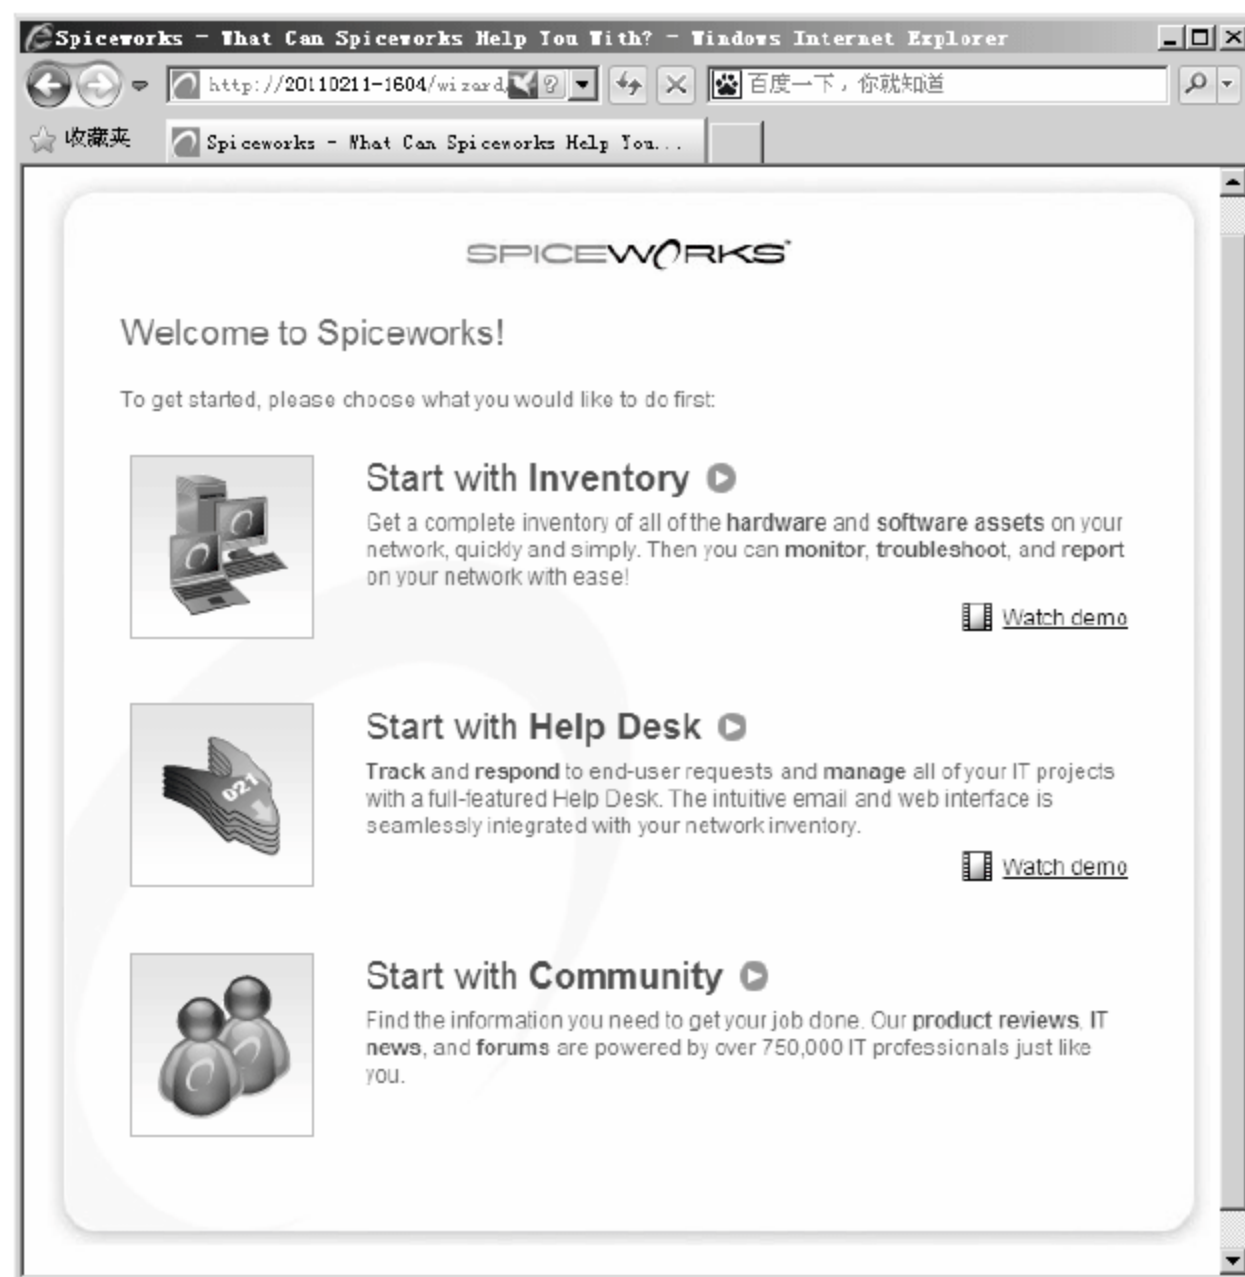 Spiceworks - What Can Spiceworks Help You With? - Windows Internet Explorer
http://20110211-1604/wizard/
百度一下，你就知道
收藏夹
Spiceworks - What Can Spiceworks Help You...
SPICEWORKS
Welcome to Spiceworks!
To get started, please choose what you would like to do first:
Start with Inventory
Get a complete inventory of all of the hardware and software assets on your
network, quickly and simply. Then you can monitor, troubleshoot, and report
on your network with ease!
Watch demo
Start with Help Desk
021
Track and respond to end-user requests and manage all of your IT projects
with a full-featured Help Desk. The intuitive email and web interface is
seamlessly integrated with your network inventory.
Watch demo
Start with Community
Find the information you need to get your job done. Our product reviews, IT
news, and forums are powered by over 750,000 IT professionals just like
you.